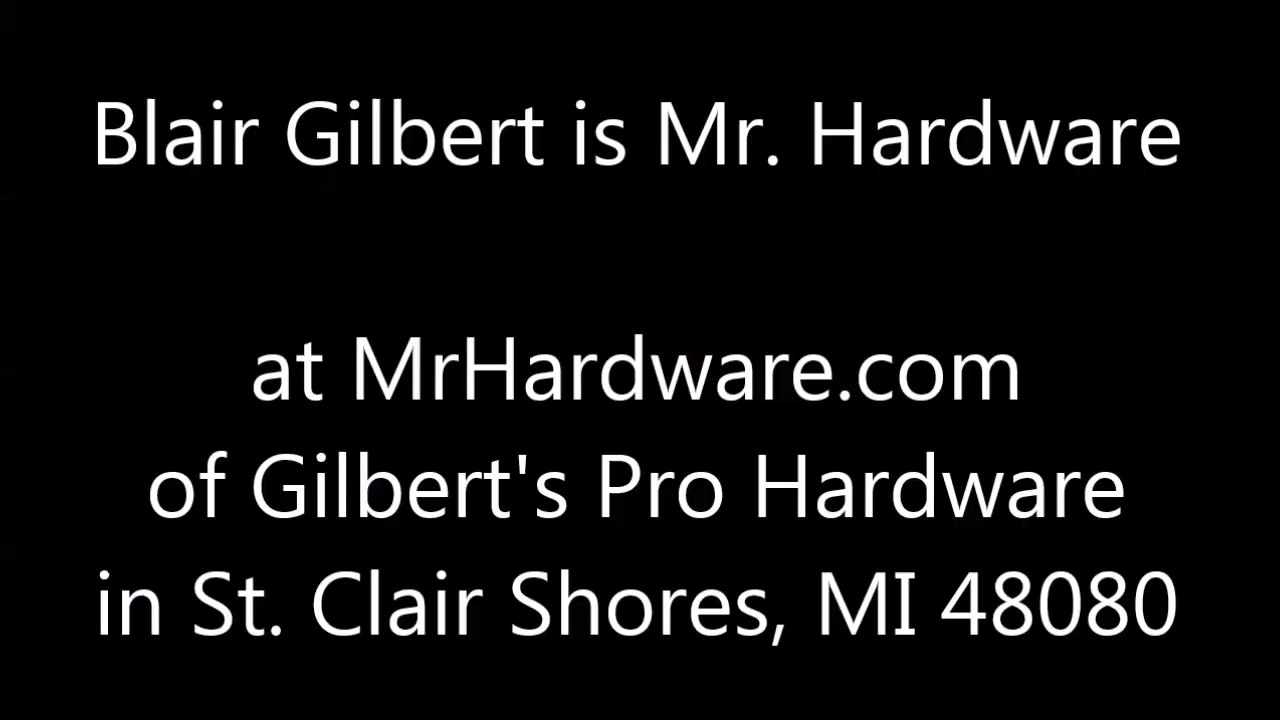 Blair Gilbert is Mr. Hardware
at MrHardware.com
of Gilbert's Pro Hardware
in St. Clair Shores, MI 48080